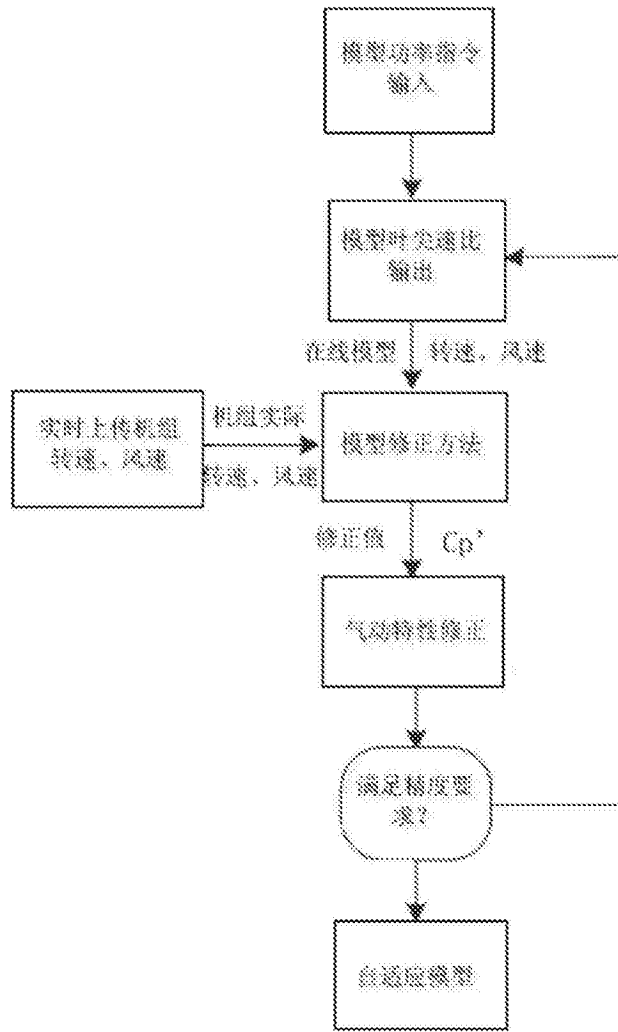 模型功率指令
输入
模型叶尖速比
输出
在线模型 转速、风速
实时上传机组
转速、风速
机组实际
转速、风速
模型修正方法
修正值 Cp’
气动特性修正
满足精度要
求?
自适应模型